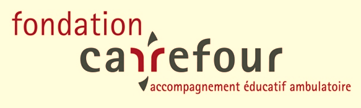 fondation
carrefour
accompagnement éducatif ambulatoire